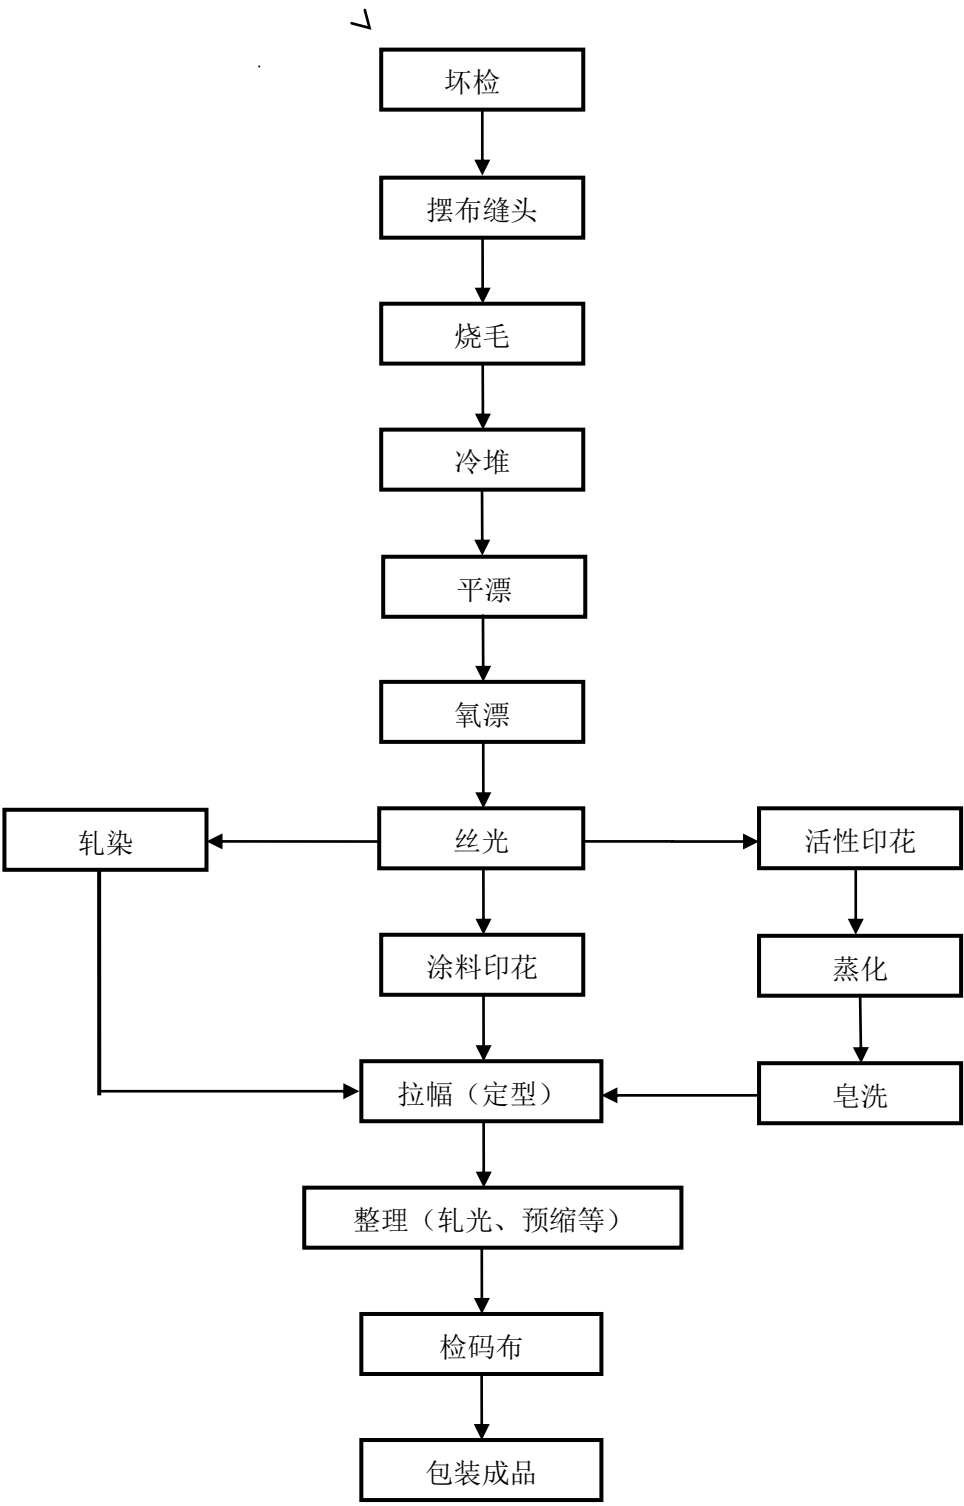 坏检
摆布缝头
烧毛
冷堆
平漂
氧漂
轧染
丝光
活性印花
涂料印花
蒸化
拉幅（定型）
皂洗
整理（轧光、预缩等）
检码布
包装成品